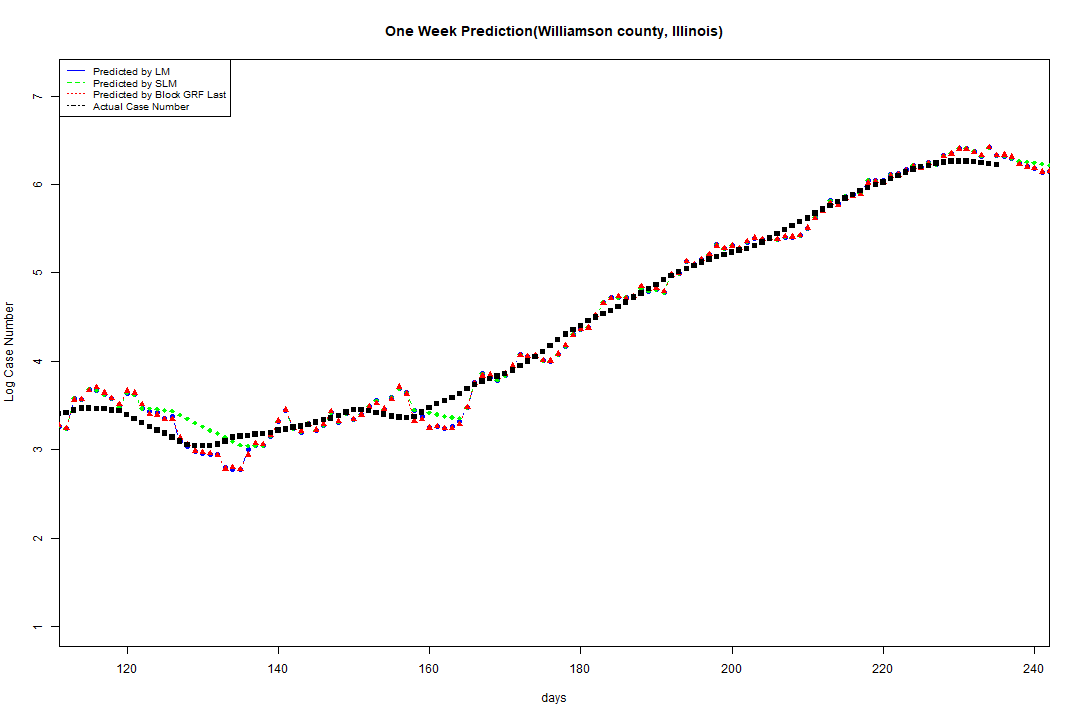 One Week Prediction(Williamson county, Illinois)
Predicted by LM
Predicted by SLM
Predicted by Block GRF Last
Actual Case Number
7
6
5
4
3
2
1
Log Case Number
120 140 160 180 200 220 240
days